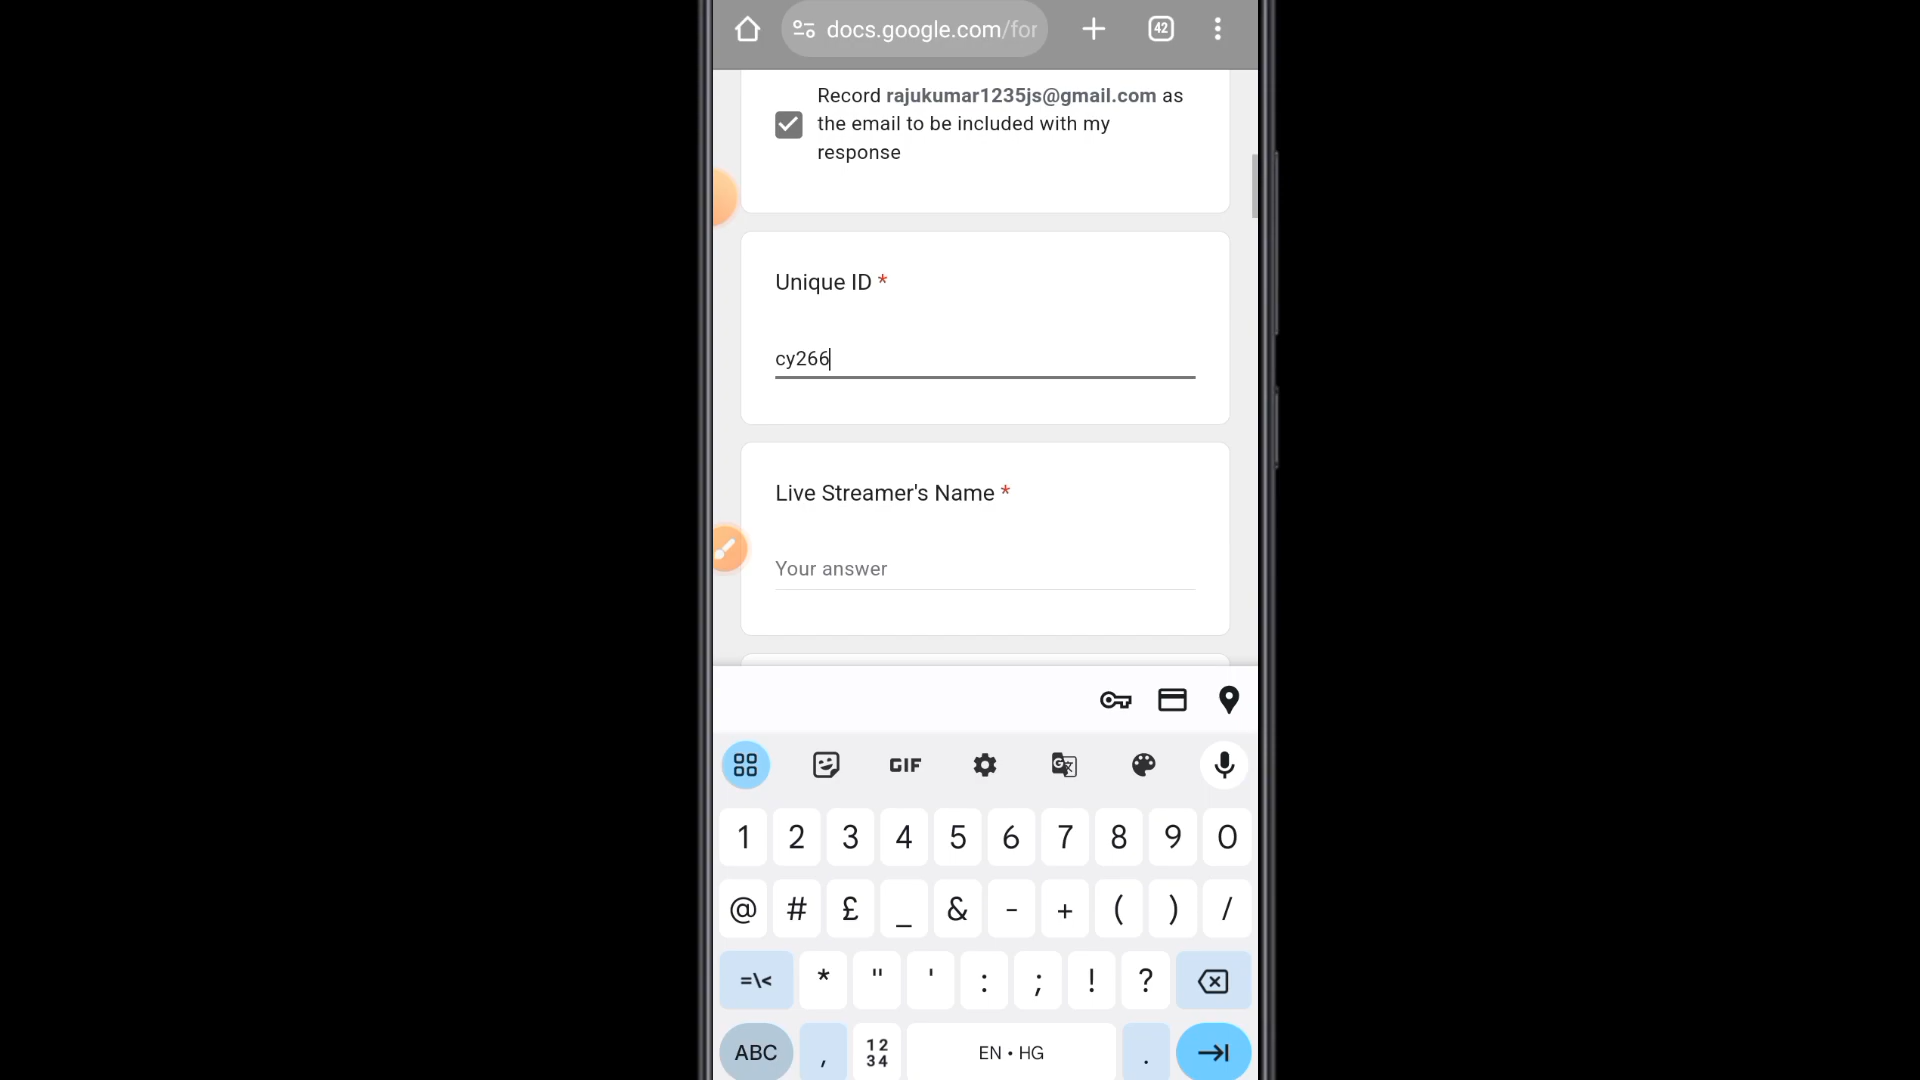 docs.google.com/for
42
Record rajukumar1235js@gmail.com as
the email to be included with my
response
Unique ID *
cy266
Live Streamer's Name *
Your answer
GIF
1 2 3 4 5 6 7 8 9 0
@ # £ _ & - + ( ) /
=\< * " ' : ; ! ?
ABC , 12 34 EN • HG .